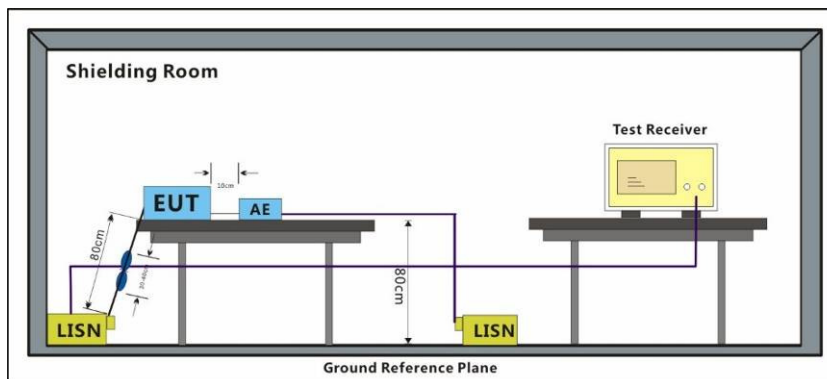 Shielding Room
Test Receiver
10cm
EUT
AE
80cm
80cm
LISN
LISN
Ground Reference Plane